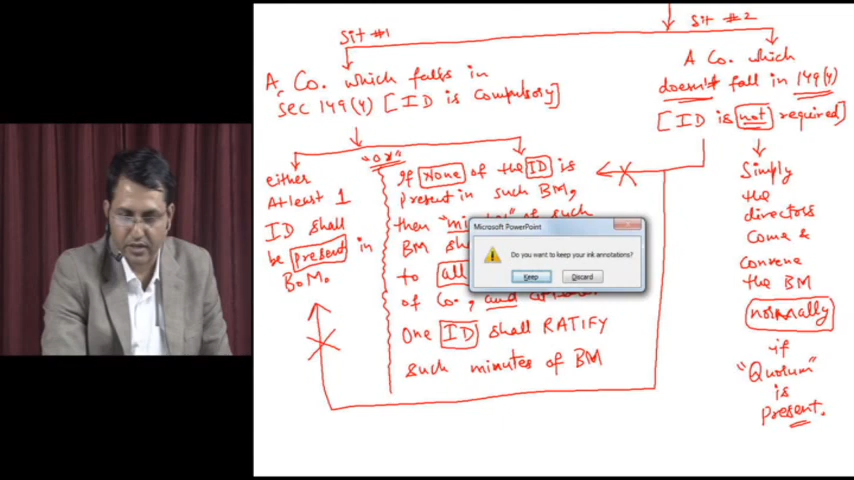 Sit #1
Sit #2
A Co. which falls in
sec 149(4) [ID is Compulsory]
A Co. which
doesn't fall in 149(4)
[ID is not required]
"or"
either
Atleast 1
ID shall
be present in
BoM.
If None of the ID is
present in such BM,
then of such
BM
to all
of Co., and
One ID shall RATIFY
such minutes of BM
Simply
the
directors
Come &
Convene
the BM
normally
if
"Quorum"
is
Present.
Microsoft PowerPoint
Do you want to keep your ink annotations?
Keep
Discard